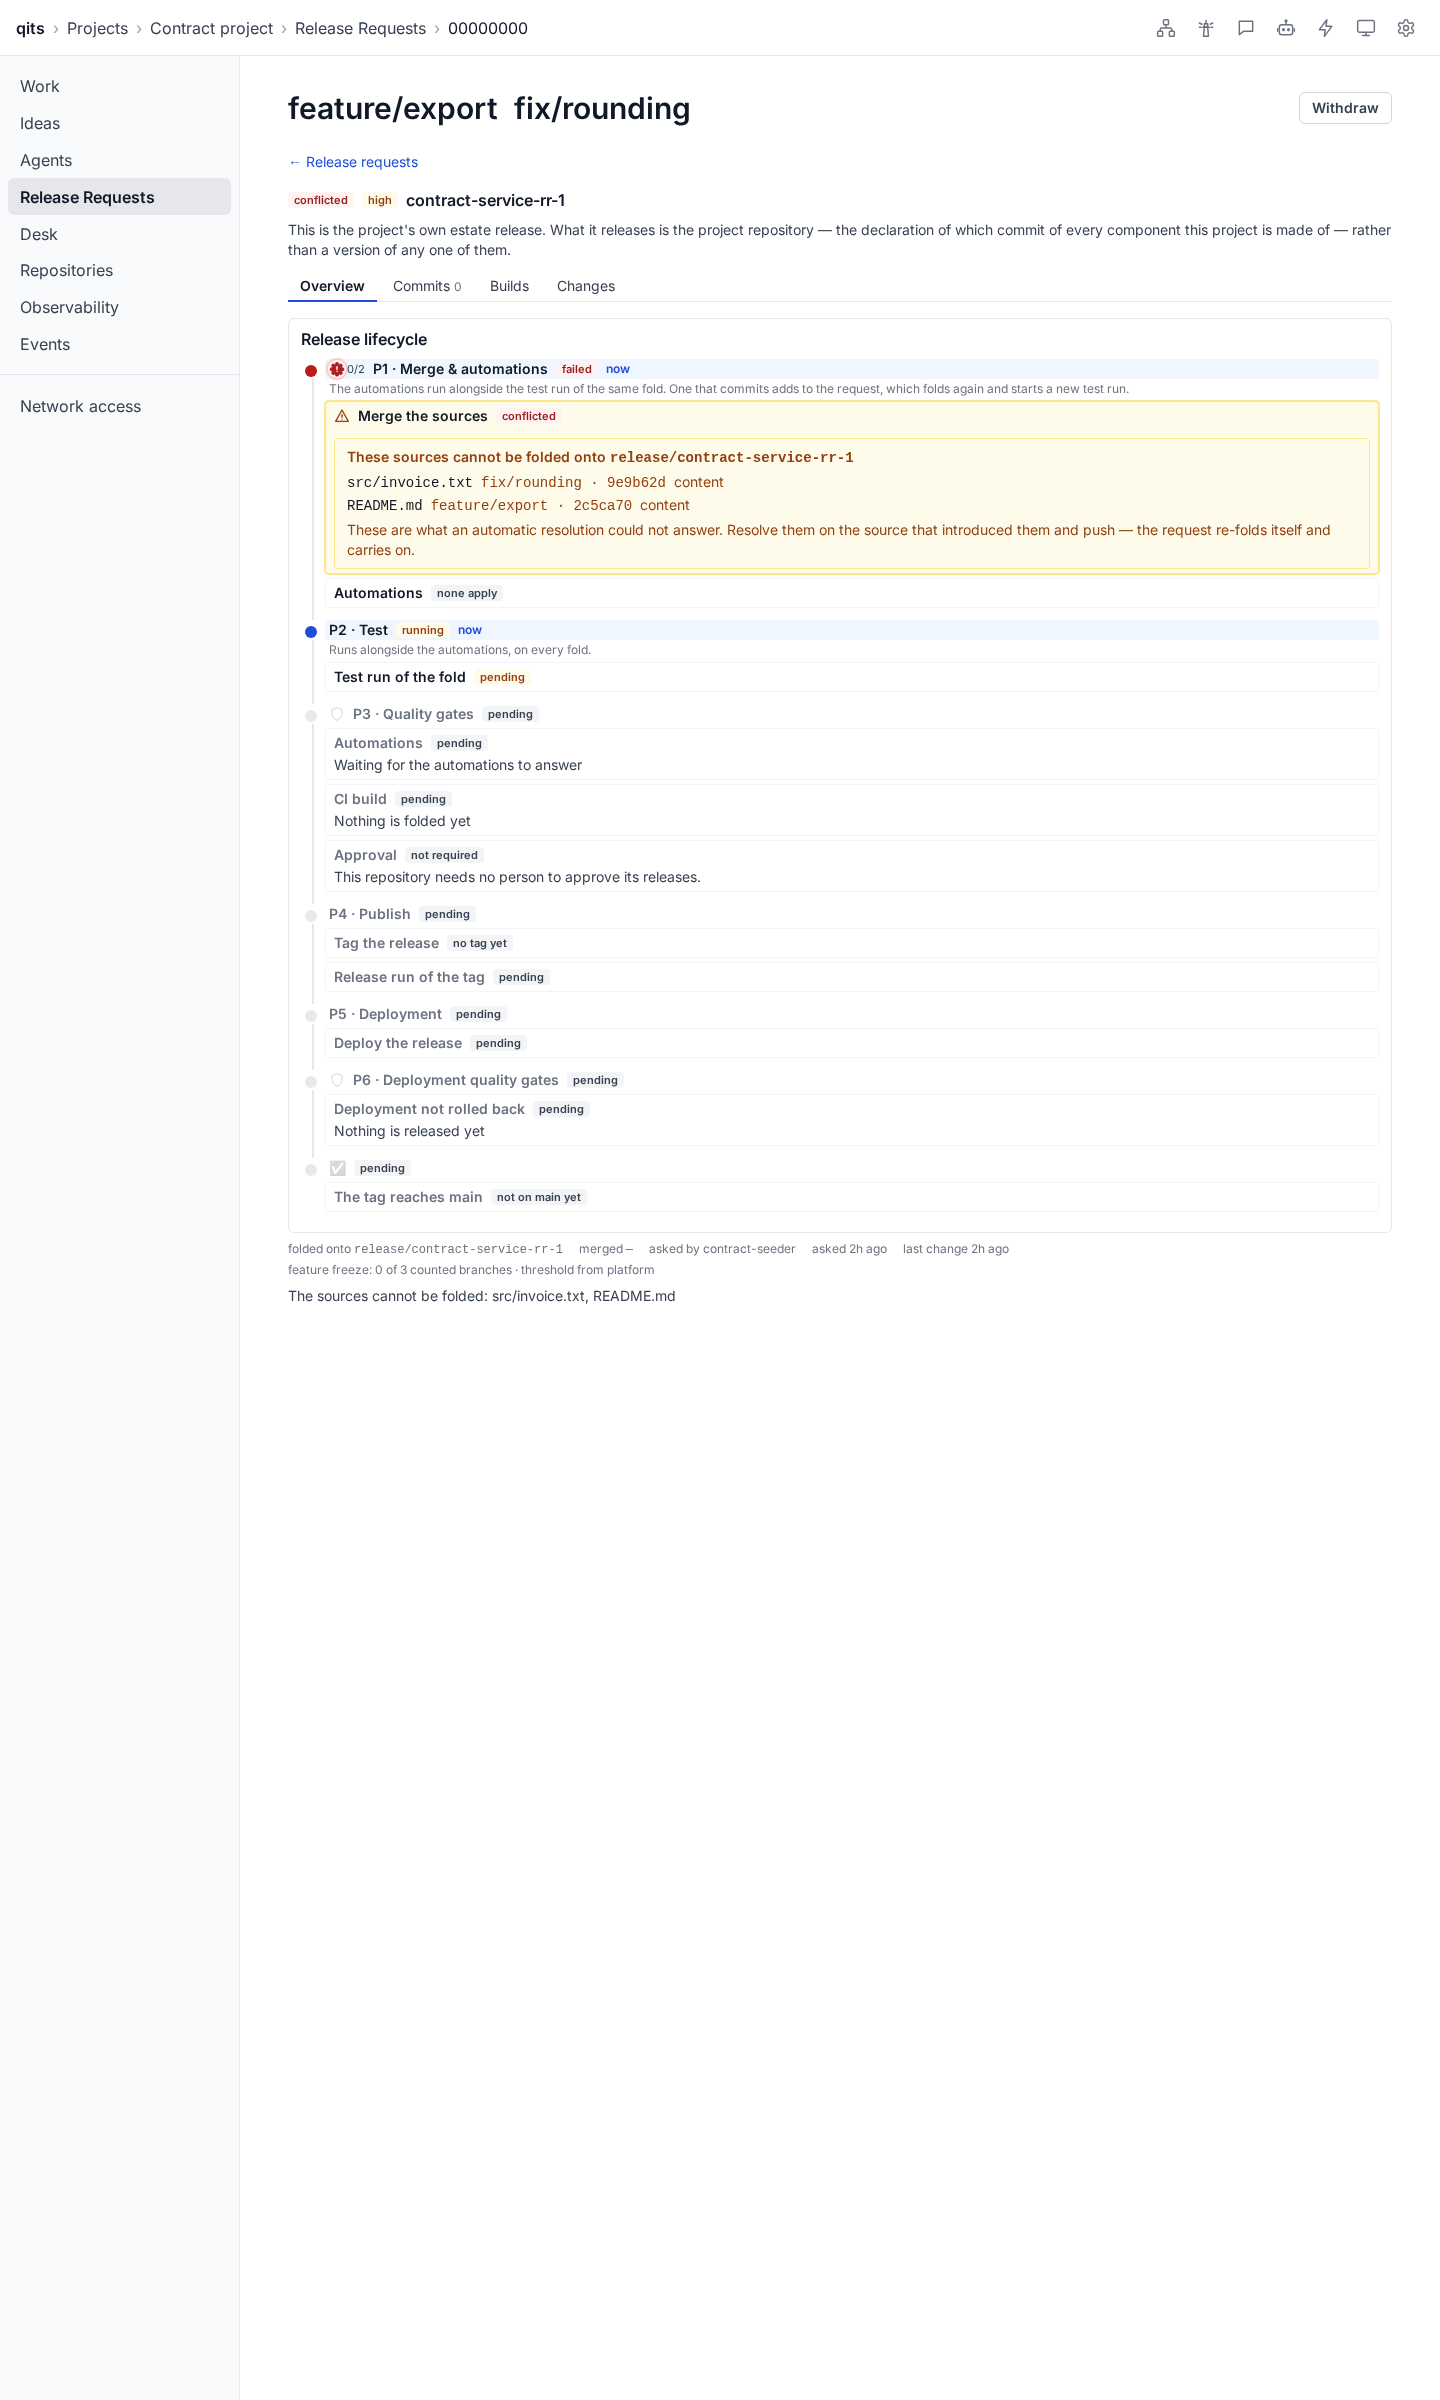 qits › Projects › Contract project › Release Requests › 00000000
Work
Ideas
Agents
Release Requests
Desk
Repositories
Observability
Events
Network access
feature/export fix/rounding
Withdraw
← Release requests
conflicted high contract-service-rr-1
This is the project's own estate release. What it releases is the project repository — the declaration of which commit of every component this project is made of — rather
than a version of any one of them.
Overview Commits 0 Builds Changes
Release lifecycle
0/2 P1 · Merge & automations failed now
The automations run alongside the test run of the same fold. One that commits adds to the request, which folds again and starts a new test run.
Merge the sources conflicted
These sources cannot be folded onto release/contract-service-rr-1
src/invoice.txt fix/rounding · 9e9b62d content
README.md feature/export · 2c5ca70 content
These are what an automatic resolution could not answer. Resolve them on the source that introduced them and push — the request re-folds itself and
carries on.
Automations none apply
P2 · Test running now
Runs alongside the automations, on every fold.
Test run of the fold pending
P3 · Quality gates pending
Automations pending
Waiting for the automations to answer
CI build pending
Nothing is folded yet
Approval not required
This repository needs no person to approve its releases.
P4 · Publish pending
Tag the release no tag yet
Release run of the tag pending
P5 · Deployment pending
Deploy the release pending
P6 · Deployment quality gates pending
Deployment not rolled back pending
Nothing is released yet
☑ pending
The tag reaches main not on main yet
folded onto release/contract-service-rr-1 merged — asked by contract-seeder asked 2h ago last change 2h ago
feature freeze: 0 of 3 counted branches · threshold from platform
The sources cannot be folded: src/invoice.txt, README.md